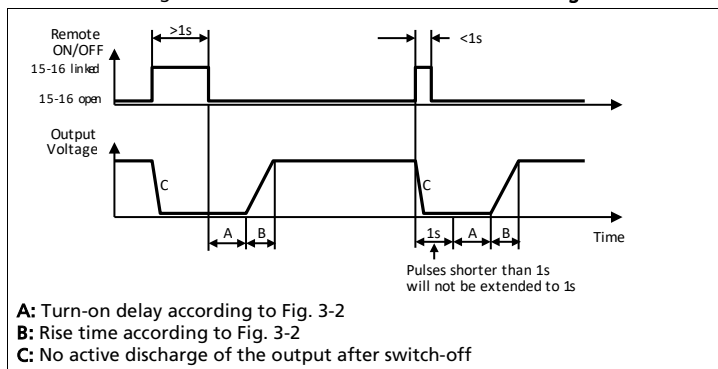 Remote
ON/OFF
>1s
<1s
15-16 linked
15-16 open
Output
Voltage
C
C
A
B
1s
A
B
Time
Pulses shorter than 1s
will not be extended to 1s
A: Turn-on delay according to Fig. 3-2
B: Rise time according to Fig. 3-2
C: No active discharge of the output after switch-off